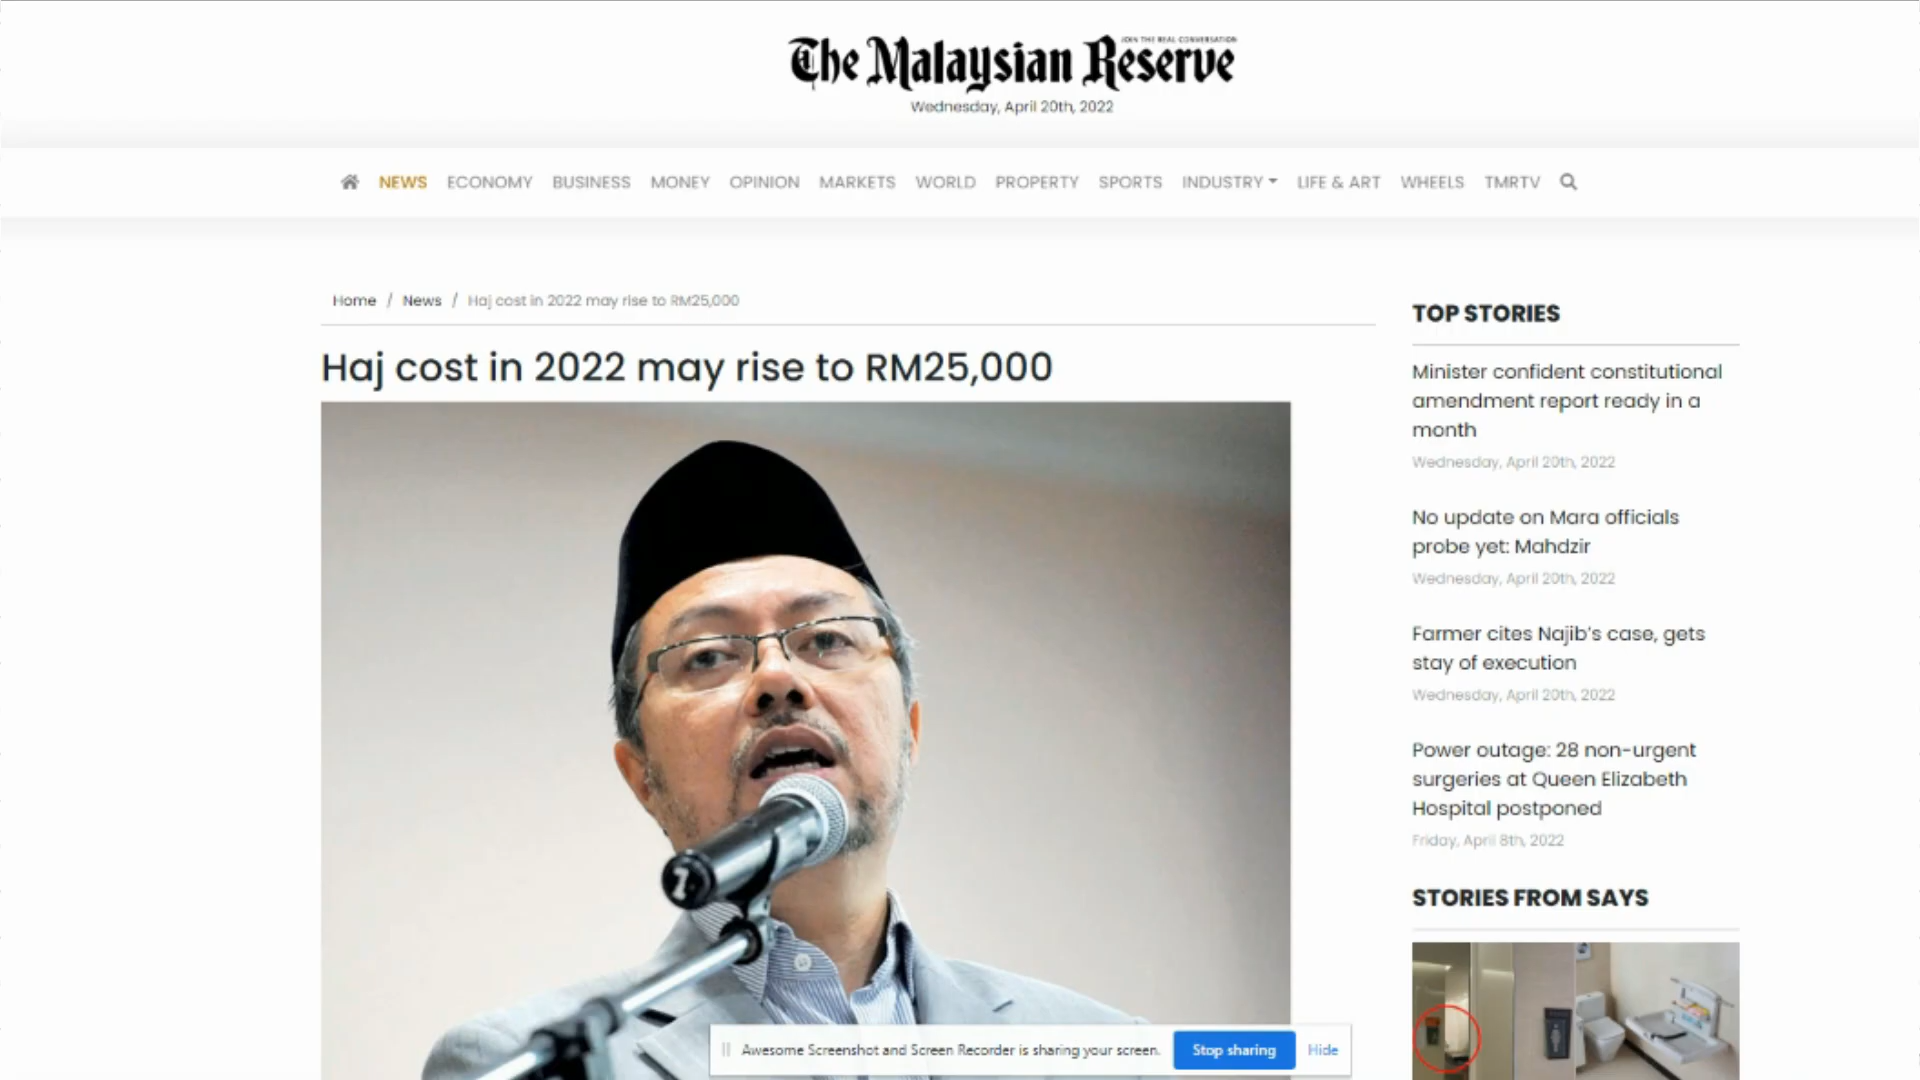 JOIN THE REAL CONVERSATION
The Malaysian Reserve
Wednesday, April 20th, 2022
NEWS ECONOMY BUSINESS MONEY OPINION MARKETS WORLD PROPERTY SPORTS INDUSTRY LIFE & ART WHEELS TMRTV
Home / News / Haj cost in 2022 may rise to RM25,000
Haj cost in 2022 may rise to RM25,000
TOP STORIES
Minister confident constitutional
amendment report ready in a
month
Wednesday, April 20th, 2022
No update on Mara officials
probe yet: Mahdzir
Wednesday, April 20th, 2022
Farmer cites Najib's case, gets
stay of execution
Wednesday, April 20th, 2022
Power outage: 28 non-urgent
surgeries at Queen Elizabeth
Hospital postponed
Friday, April 8th, 2022
STORIES FROM SAYS
1
Awesome Screenshot and Screen Recorder is sharing your screen. Stop sharing Hide